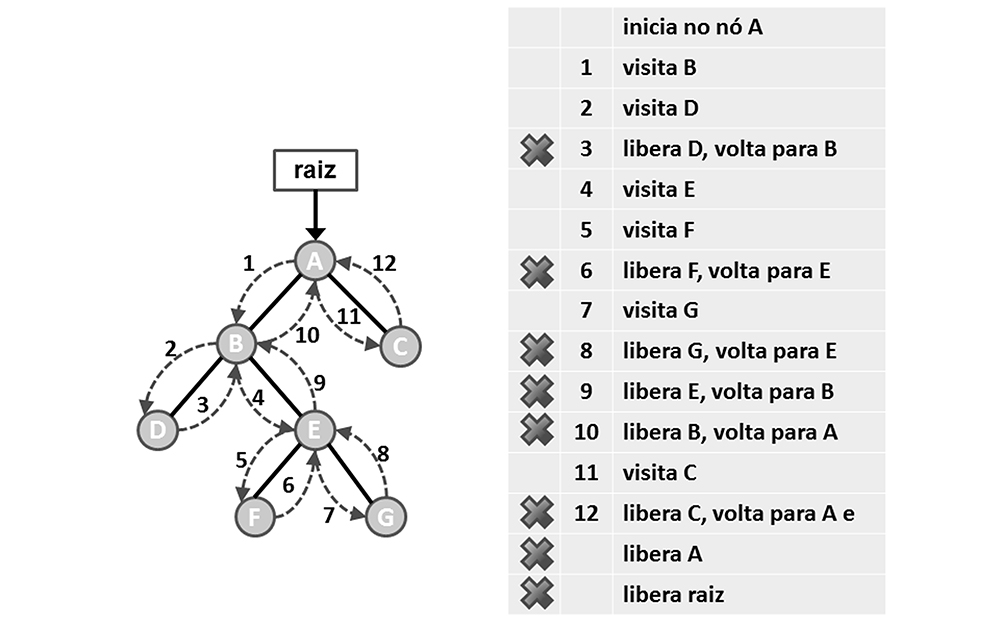 raiz
A
1
12
10
11
B
C
2
9
3
4
D
E
5
8
6
7
F
G
inicia no nó A
1 visita B
2 visita D
3 libera D, volta para B
4 visita E
5 visita F
6 libera F, volta para E
7 visita G
8 libera G, volta para E
9 libera E, volta para B
10 libera B, volta para A
11 visita C
12 libera C, volta para A e
libera A
libera raiz